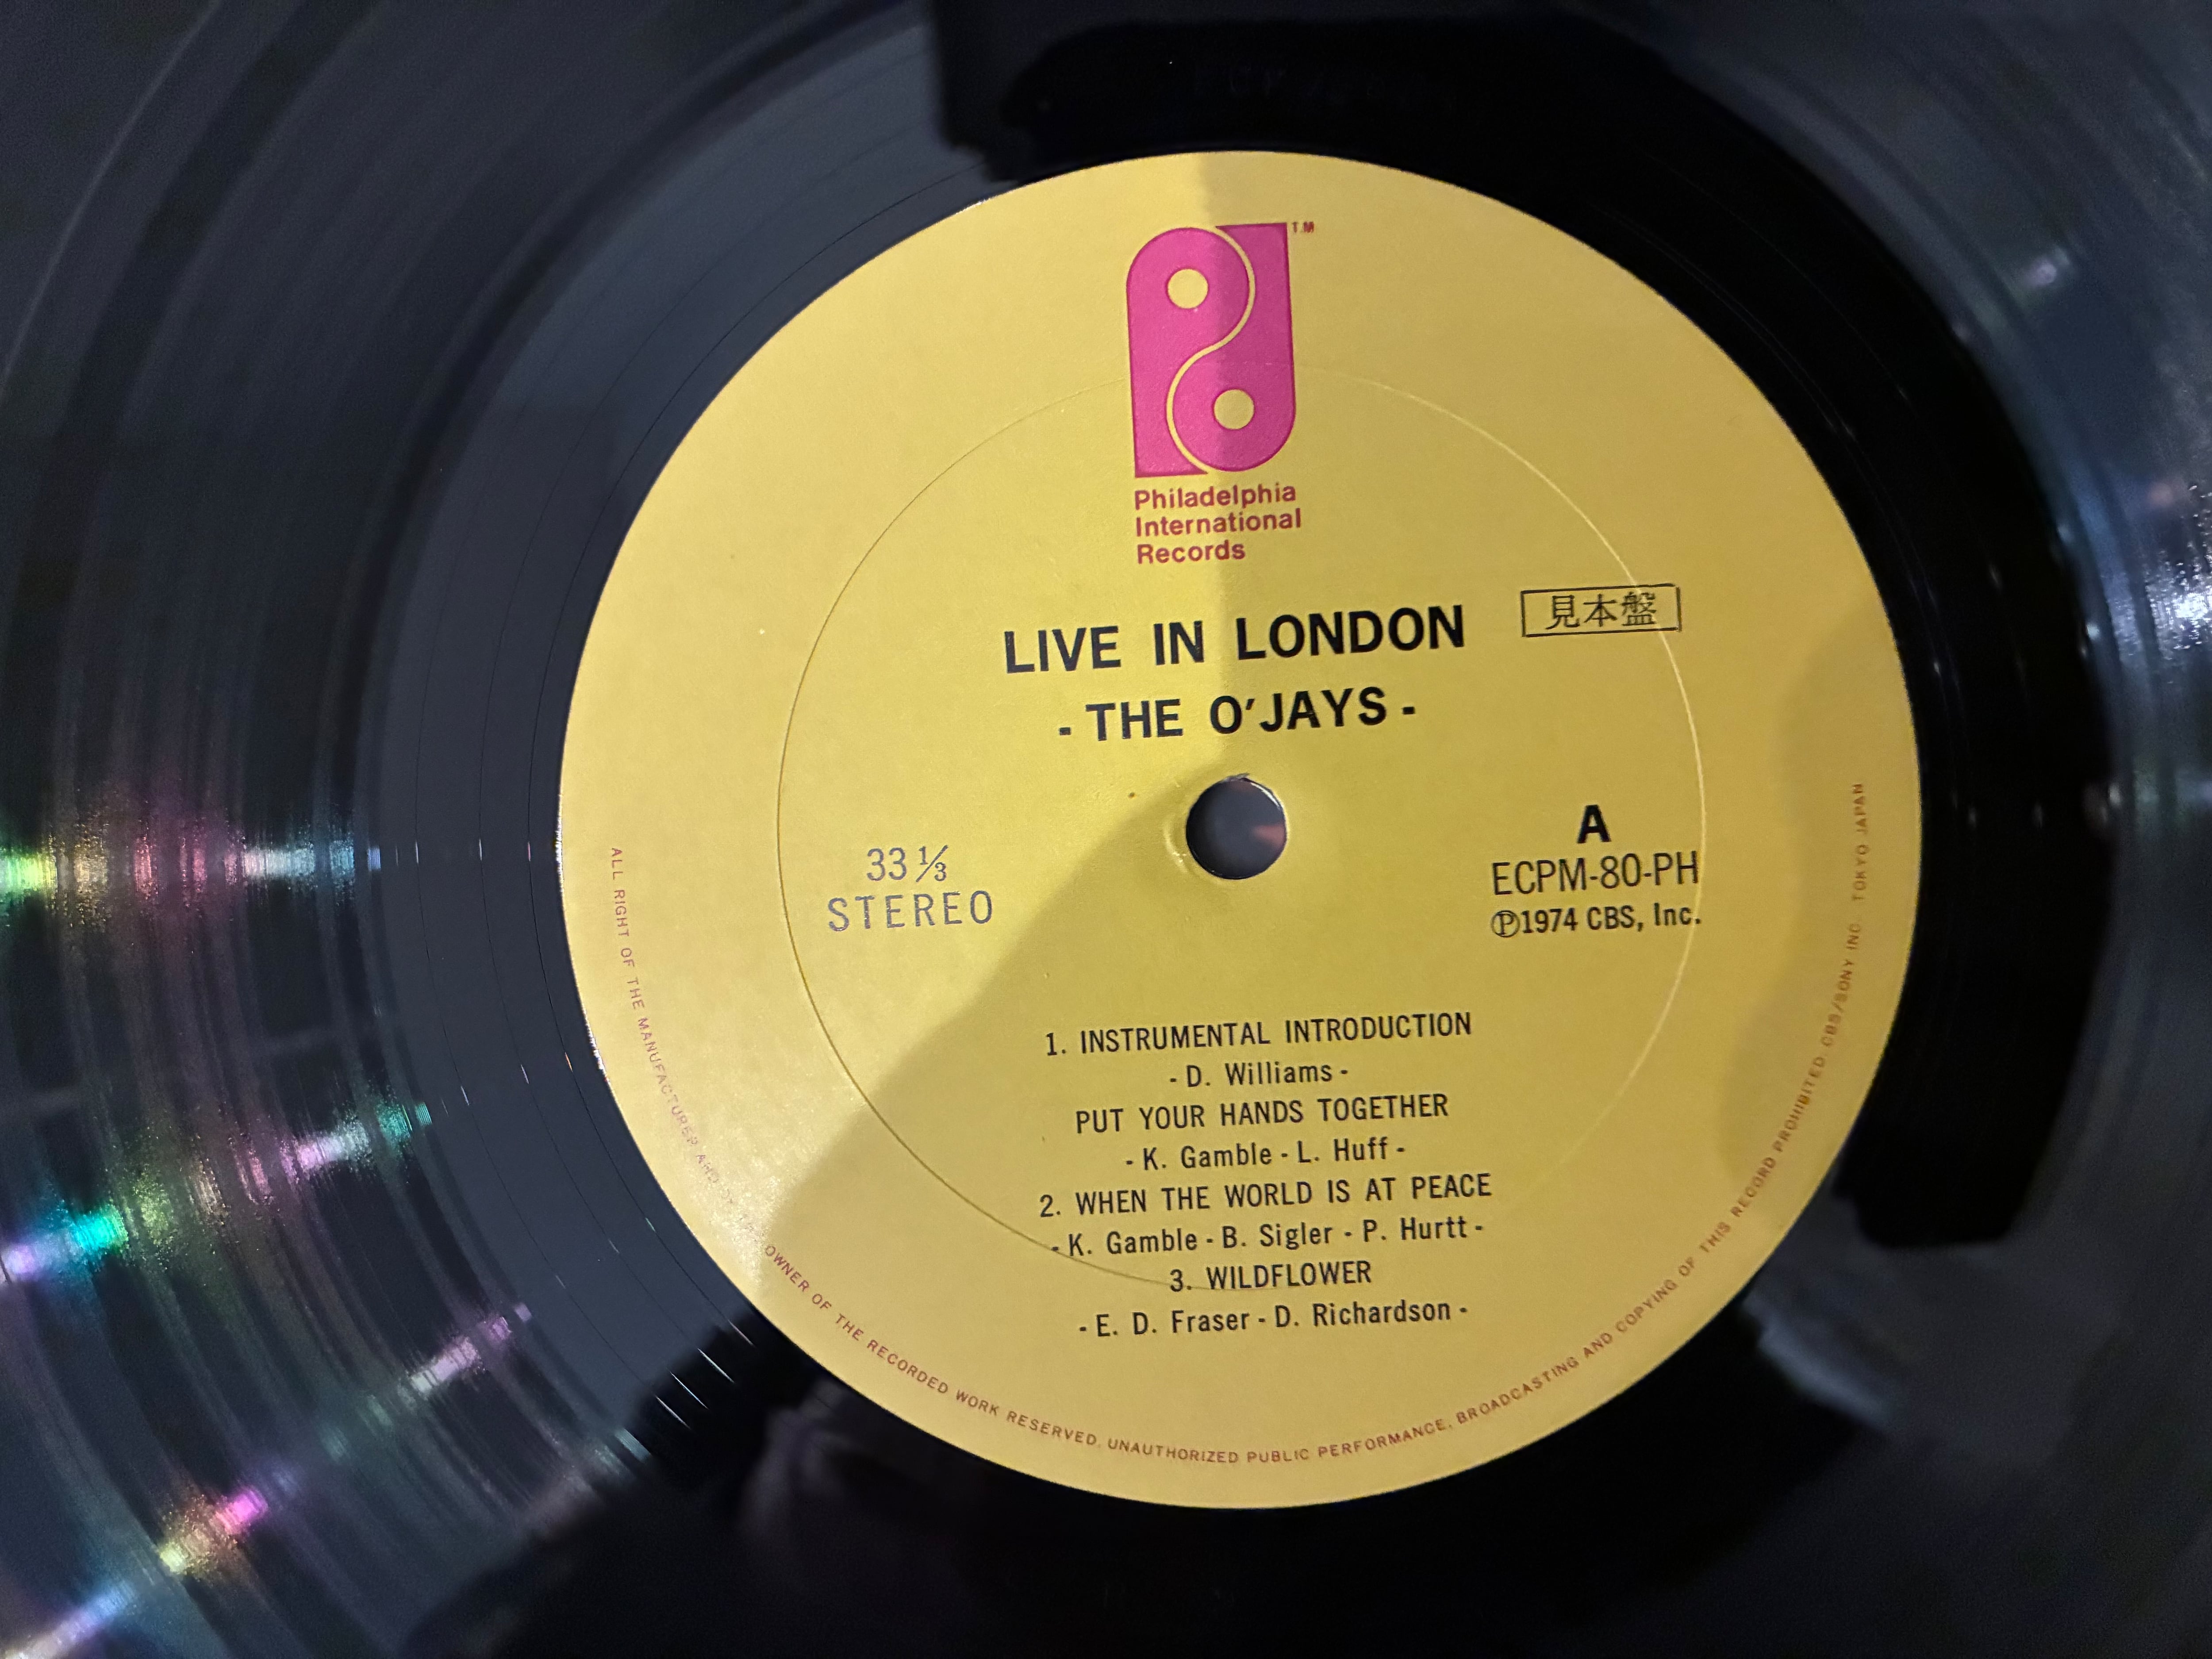 T.M
Philadelphia
International
Records
LIVE IN LONDON
見本盤
- THE O'JAYS -
33 ⅓
STEREO
A
ECPM-80-PH
Ⓟ1974 CBS, Inc.
1. INSTRUMENTAL INTRODUCTION
- D. Williams -
PUT YOUR HANDS TOGETHER
- K. Gamble - L. Huff -
2. WHEN THE WORLD IS AT PEACE
- K. Gamble - B. Sigler - P. Hurtt -
3. WILDFLOWER
- E. D. Fraser - D. Richardson -
ALL RIGHT OF THE MANUFACTURER AND OF THE OWNER OF THE RECORDED WORK RESERVED. UNAUTHORIZED PUBLIC PERFORMANCE. BROADCASTING AND COPYING OF THIS RECORD PROHIBITED CBS/SONY INC. TOKYO JAPAN